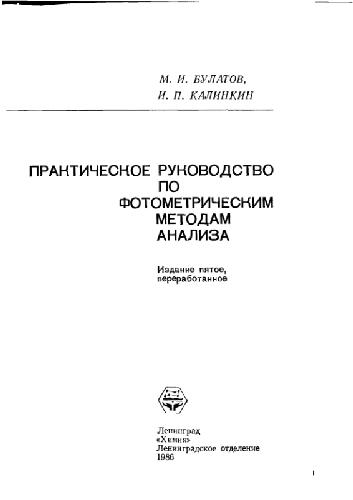 М. И. БУЛАТОВ,
И. П. КАЛИНКИН
ПРАКТИЧЕСКОЕ РУКОВОДСТВО
ПО
ФОТОМЕТРИЧЕСКИМ
МЕТОДАМ
АНАЛИЗА
Издание пятое,
переработанное
Ленинград
«Химия»
Ленинградское отделение
1986